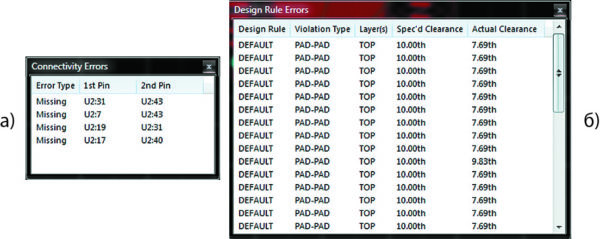 а)
Connectivity Errors
x
Error Type 1st Pin 2nd Pin
Missing U2:31 U2:43
Missing U2:7 U2:43
Missing U2:19 U2:31
Missing U2:17 U2:40
Design Rule Errors
x
Design Rule Violation Type Layer(s) Spec'd Clearance Actual Clearance
DEFAULT PAD-PAD TOP 10.00th 7.69th
DEFAULT PAD-PAD TOP 10.00th 7.69th
DEFAULT PAD-PAD TOP 10.00th 7.69th
DEFAULT PAD-PAD TOP 10.00th 7.69th
DEFAULT PAD-PAD TOP 10.00th 7.69th
DEFAULT PAD-PAD TOP 10.00th 7.69th
DEFAULT PAD-PAD TOP 10.00th 7.69th
DEFAULT PAD-PAD TOP 10.00th 7.69th
DEFAULT PAD-PAD TOP 10.00th 7.69th
DEFAULT PAD-PAD TOP 10.00th 9.83th
DEFAULT PAD-PAD TOP 10.00th 7.69th
DEFAULT PAD-PAD TOP 10.00th 7.69th
DEFAULT PAD-PAD TOP 10.00th 7.69th
DEFAULT PAD-PAD TOP 10.00th 7.69th
DEFAULT PAD-PAD TOP 10.00th 7.69th
б)